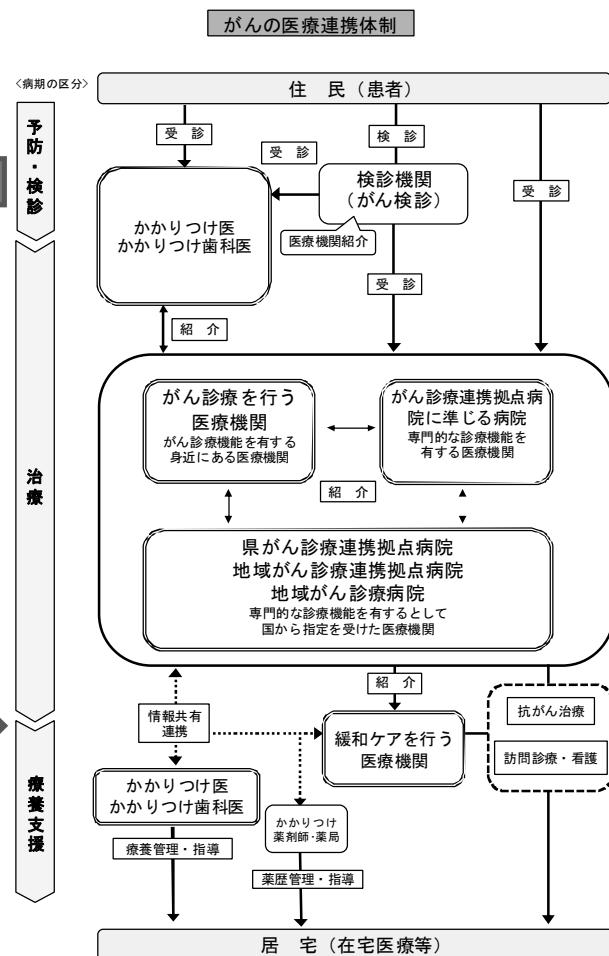 がんの医療連携体制
〈病期の区分〉
住 民（患者）
予防・検診
受 診
検 診
受 診
受 診
検診機関
（がん検診）
かかりつけ医
かかりつけ歯科医
医療機関紹介
受 診
紹 介
治療
がん診療を行う
医療機関
がん診療機能を有する
身近にある医療機関
がん診療連携拠点病
院に準じる病院
専門的な診療機能を
有する医療機関
紹 介
県がん診療連携拠点病院
地域がん診療連携拠点病院
地域がん診療病院
専門的な診療機能を有するとして
国から指定を受けた医療機関
紹 介
情報共有
連携
抗がん治療
訪問診療・看護
緩和ケアを行う
医療機関
療養支援
かかりつけ医
かかりつけ歯科医
かかりつけ
薬剤師・薬局
療養管理・指導
薬歴管理・指導
居 宅（在宅医療等）